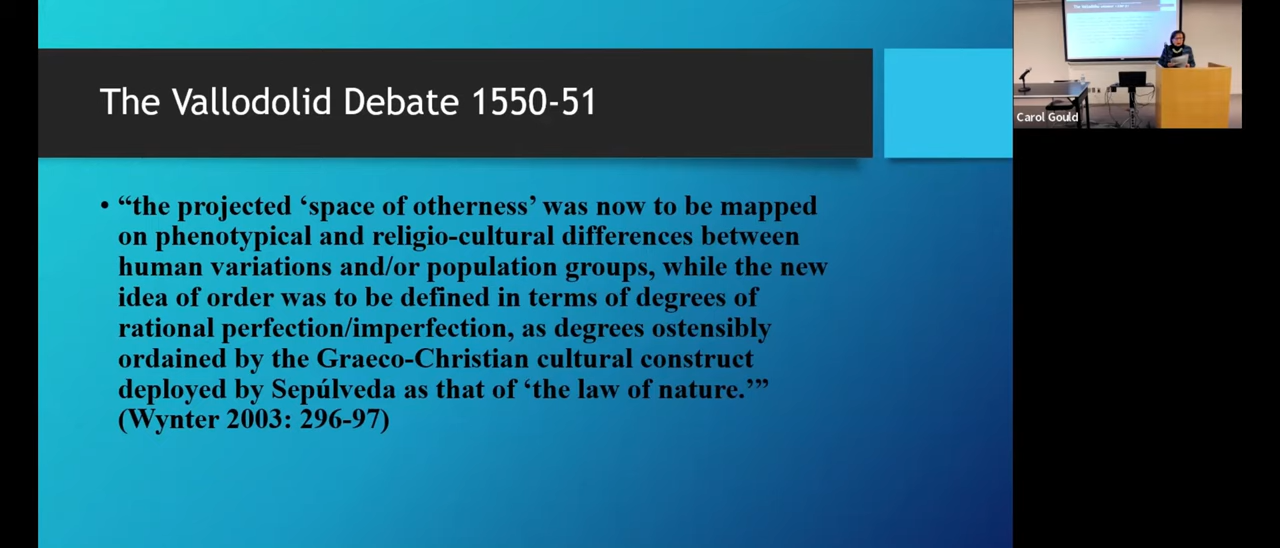 The Vallodolid Debate 1550-51
• “the projected ‘space of otherness’ was now to be mapped
on phenotypical and religio-cultural differences between
human variations and/or population groups, while the new
idea of order was to be defined in terms of degrees of
rational perfection/imperfection, as degrees ostensibly
ordained by the Graeco-Christian cultural construct
deployed by Sepúlveda as that of ‘the law of nature.’”
(Wynter 2003: 296-97)
Carol Gould